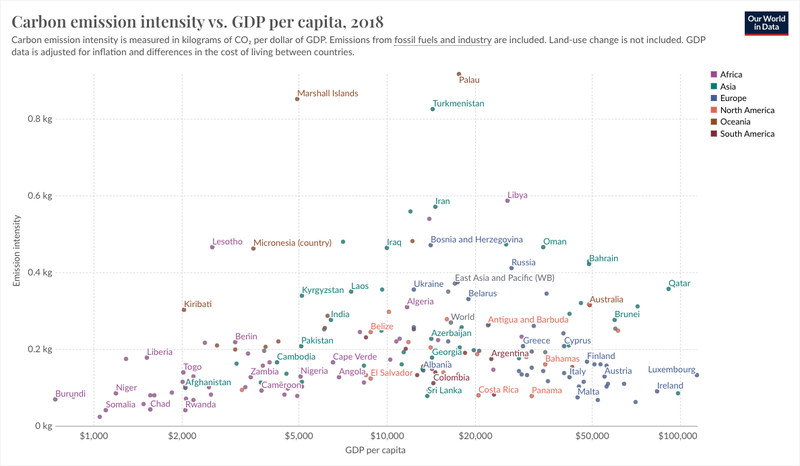 Carbon emission intensity vs. GDP per capita, 2018
Our World
in Data
Carbon emission intensity is measured in kilograms of CO₂ per dollar of GDP. Emissions from fossil fuels and industry are included. Land-use change is not included. GDP
data is adjusted for inflation and differences in the cost of living between countries.
Africa
Asia
Europe
North America
Oceania
South America
Palau
Marshall Islands
Turkmenistan
0.8 kg
0.6 kg
Libya
Iran
Lesotho
Micronesia (country)
Iraq
Bosnia and Herzegovina
Oman
Russia
Bahrain
0.4 kg
East Asia and Pacific (WB)
Kyrgyzstan
Laos
Ukraine
Belarus
Qatar
Kiribati
Algeria
Australia
India
World
Antigua and Barbuda
Brunei
Belize
Benin
Pakistan
Azerbaijan
Greece
Cyprus
0.2 kg
Liberia
Cambodia
Cape Verde
Georgia
Argentina
Bahamas
Finland
Togo
Zambia
Nigeria
Angola
El Salvador
Albania
Colombia
Italy
Austria
Luxembourg
Afghanistan
Cameroon
Burundi
Niger
Sri Lanka
Costa Rica
Panama
Malta
Ireland
Somalia
Chad
Rwanda
0 kg
$1,000
$2,000
$5,000
$10,000
$20,000
$50,000
$100,000
GDP per capita
Emission intensity